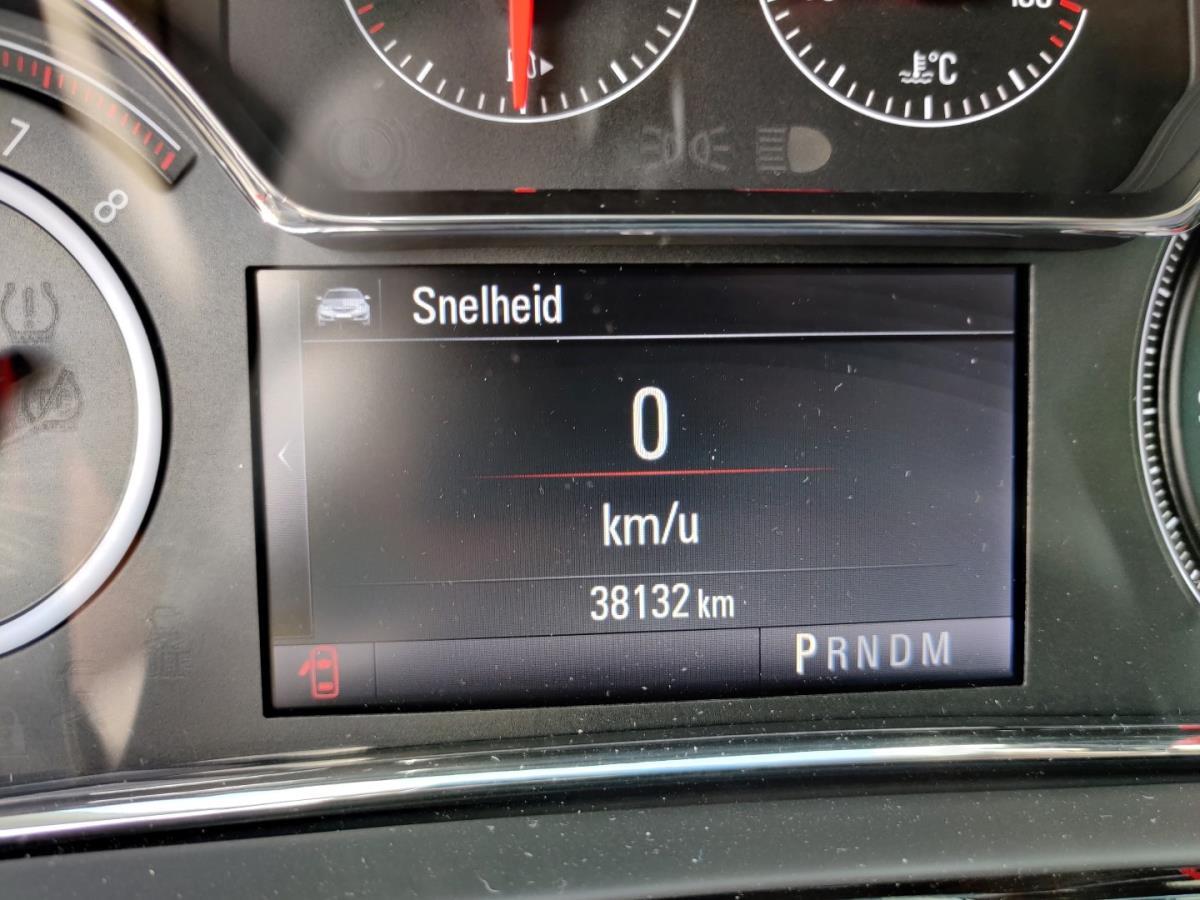 °C
7
8
Snelheid
0
km/u
38132 km
PRNDM